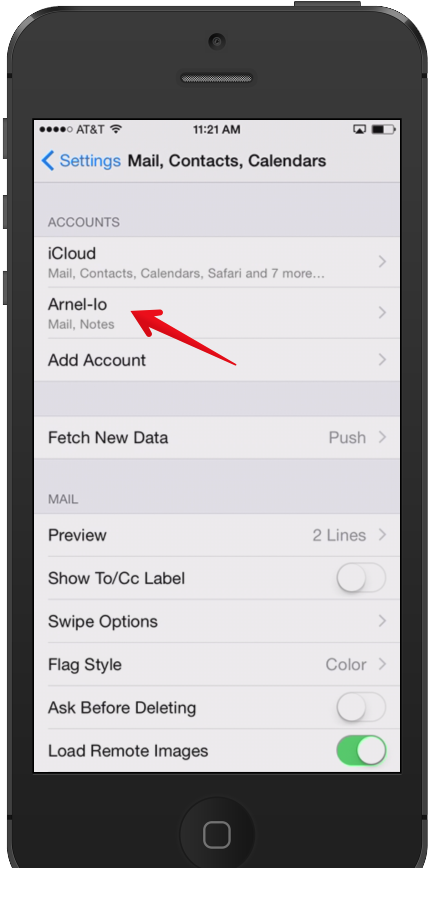 AT&T 11:21 AM
Settings Mail, Contacts, Calendars
ACCOUNTS
iCloud
Mail, Contacts, Calendars, Safari and 7 more...
Arnel-Io
Mail, Notes
Add Account
Fetch New Data Push
MAIL
Preview 2 Lines
Show To/Cc Label
Swipe Options
Flag Style Color
Ask Before Deleting
Load Remote Images